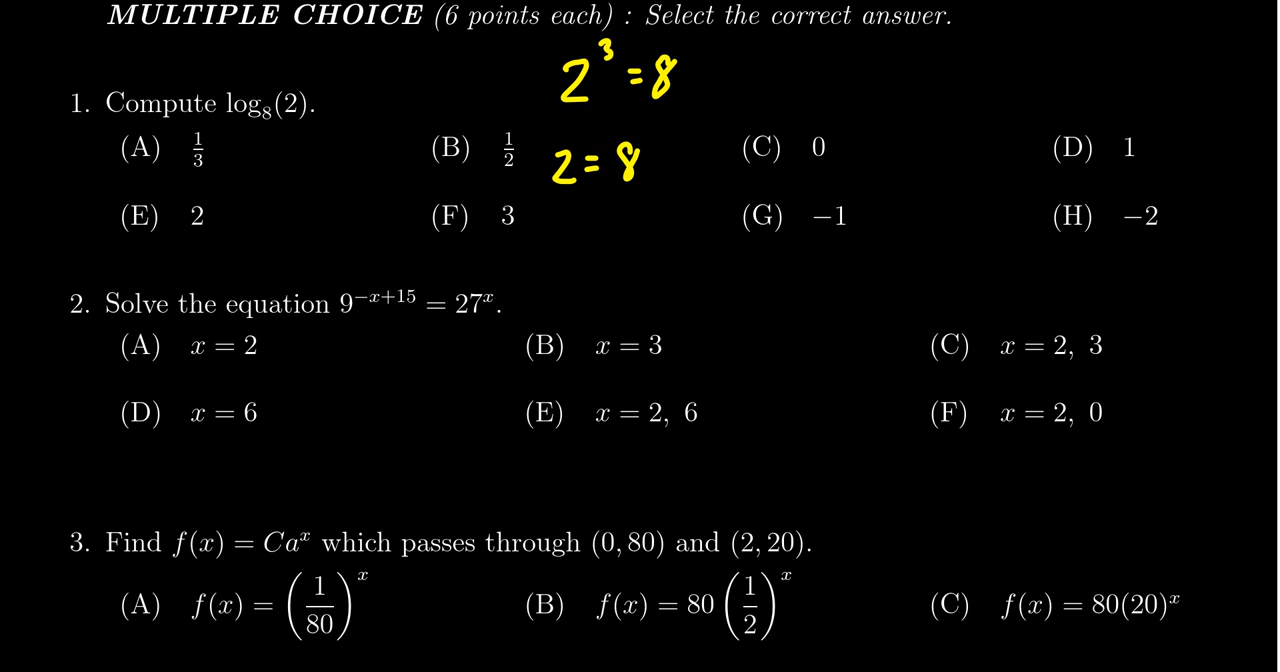 MULTIPLE CHOICE (6 points each) : Select the correct answer.
2³ = 8
1. Compute log₈(2).
(A) 1/3 (B) 1/2 (C) 0 (D) 1
2 = 8
(E) 2 (F) 3 (G) −1 (H) −2
2. Solve the equation 9^(−x+15) = 27^x.
(A) x = 2 (B) x = 3 (C) x = 2, 3
(D) x = 6 (E) x = 2, 6 (F) x = 2, 0
3. Find f(x) = Ca^x which passes through (0, 80) and (2, 20).
(A) f(x) = (1/80)^x (B) f(x) = 80(1/2)^x (C) f(x) = 80(20)^x